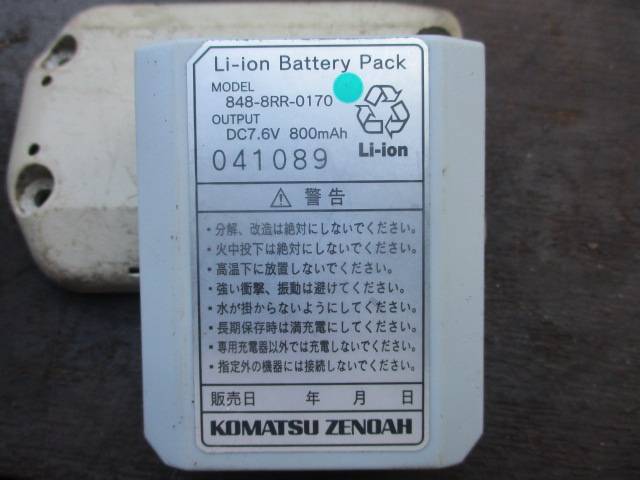 Li-ion Battery Pack
MODEL
848-8RR-0170
OUTPUT
DC7.6V 800mAh
Li-ion
041089
⚠ 警告
・分解、改造は絶対にしないでください。
・火中投下は絶対にしないでください。
・高温下に放置しないでください。
・強い衝撃、振動は避けてください。
・水が掛からないようにしてください。
・長期保存時は満充電にしてください。
・専用充電器以外では充電しないでください。
・指定外の機器には接続しないでください。
販売日 年 月 日
KOMATSU ZENOAH